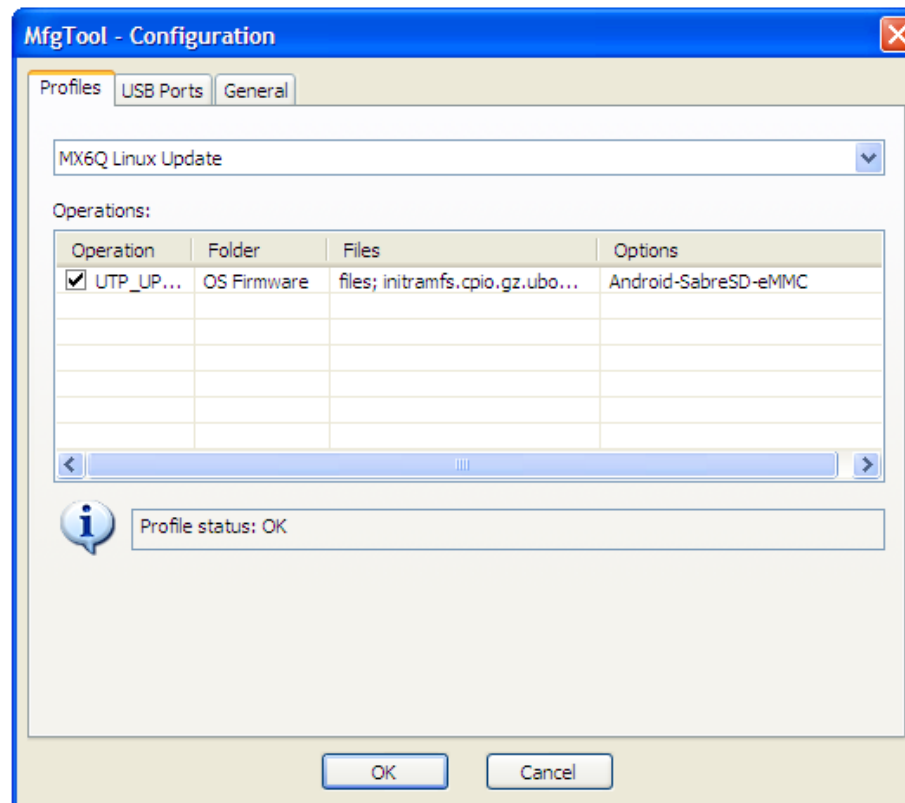 MfgTool - Configuration
Profiles USB Ports General
MX6Q Linux Update
Operations:
Operation Folder Files Options
UTP_UP... OS Firmware files; initramfs.cpio.gz.ubo... Android-SabreSD-eMMC
Profile status: OK
OK Cancel